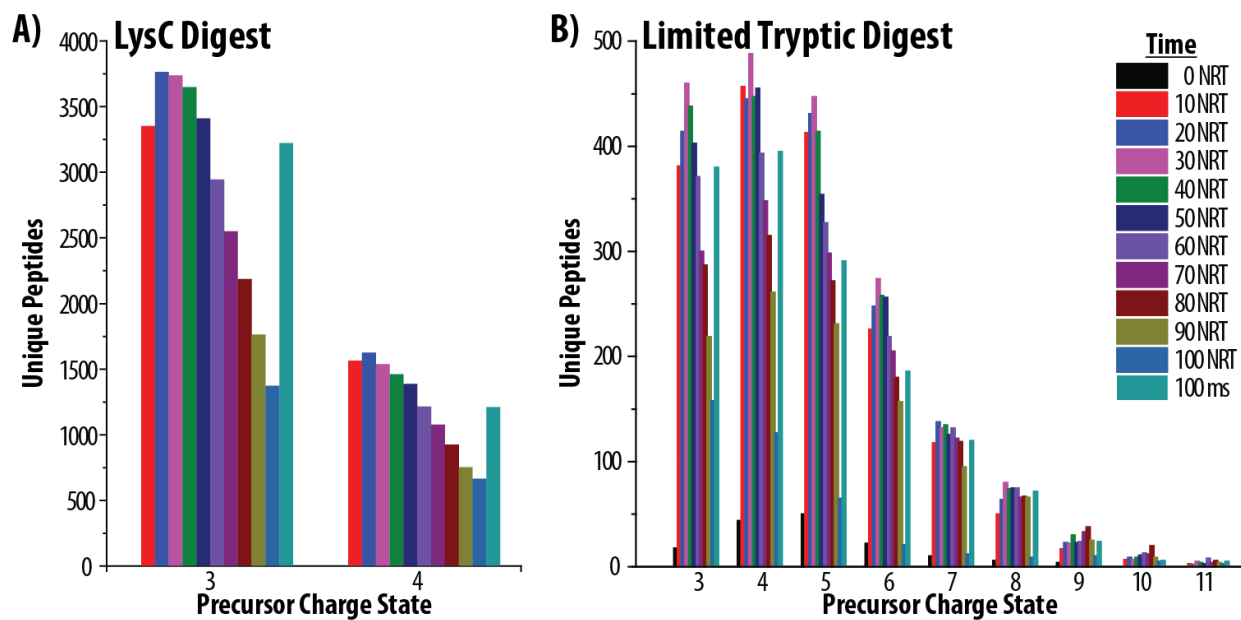 A) LysC Digest
4000
3500
3000
2500
2000
1500
1000
500
0
Unique Peptides
3 4
Precursor Charge State
B) Limited Tryptic Digest
500
400
300
200
100
0
Unique Peptides
3 4 5 6 7 8 9 10 11
Precursor Charge State
Time
0 NRT
10 NRT
20 NRT
30 NRT
40 NRT
50 NRT
60 NRT
70 NRT
80 NRT
90 NRT
100 NRT
100 ms